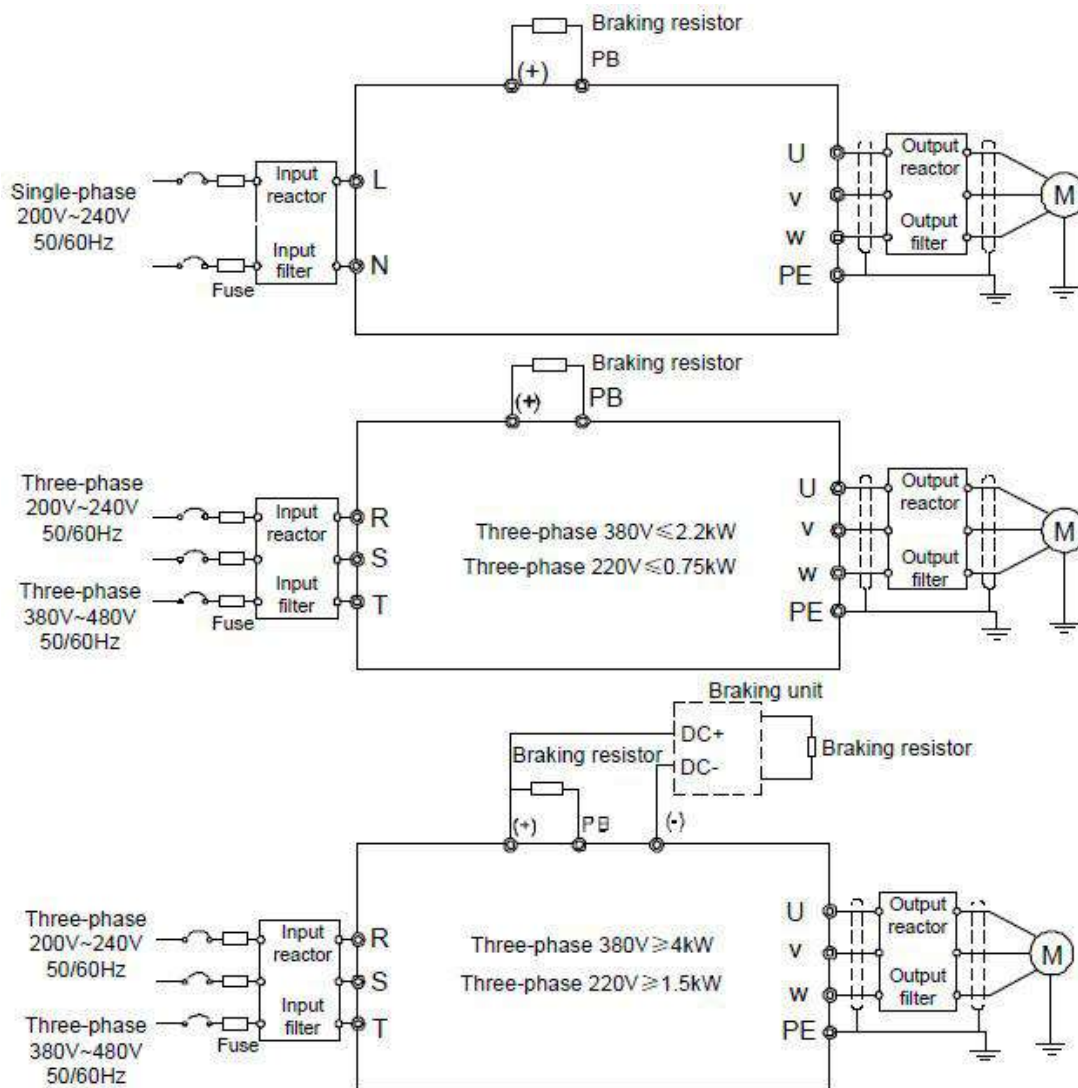 Braking resistor
(+)
PB
Single-phase
200V~240V
50/60Hz
Fuse
Input
reactor
Input
filter
L
N
U
V
W
PE
Output
reactor
Output
filter
M
Braking resistor
(+)
PB
Three-phase
200V~240V
50/60Hz
Three-phase
380V~480V
50/60Hz
Fuse
Input
reactor
Input
filter
R
S
T
Three-phase 380V≤2.2kW
Three-phase 220V≤0.75kW
U
V
W
PE
Output
reactor
Output
filter
M
Braking unit
DC+
DC-
Braking resistor
Braking resistor
(+)
PB
(-)
Three-phase
200V~240V
50/60Hz
Three-phase
380V~480V
50/60Hz
Fuse
Input
reactor
Input
filter
R
S
T
Three-phase 380V≥4kW
Three-phase 220V≥1.5kW
U
V
W
PE
Output
reactor
Output
filter
M